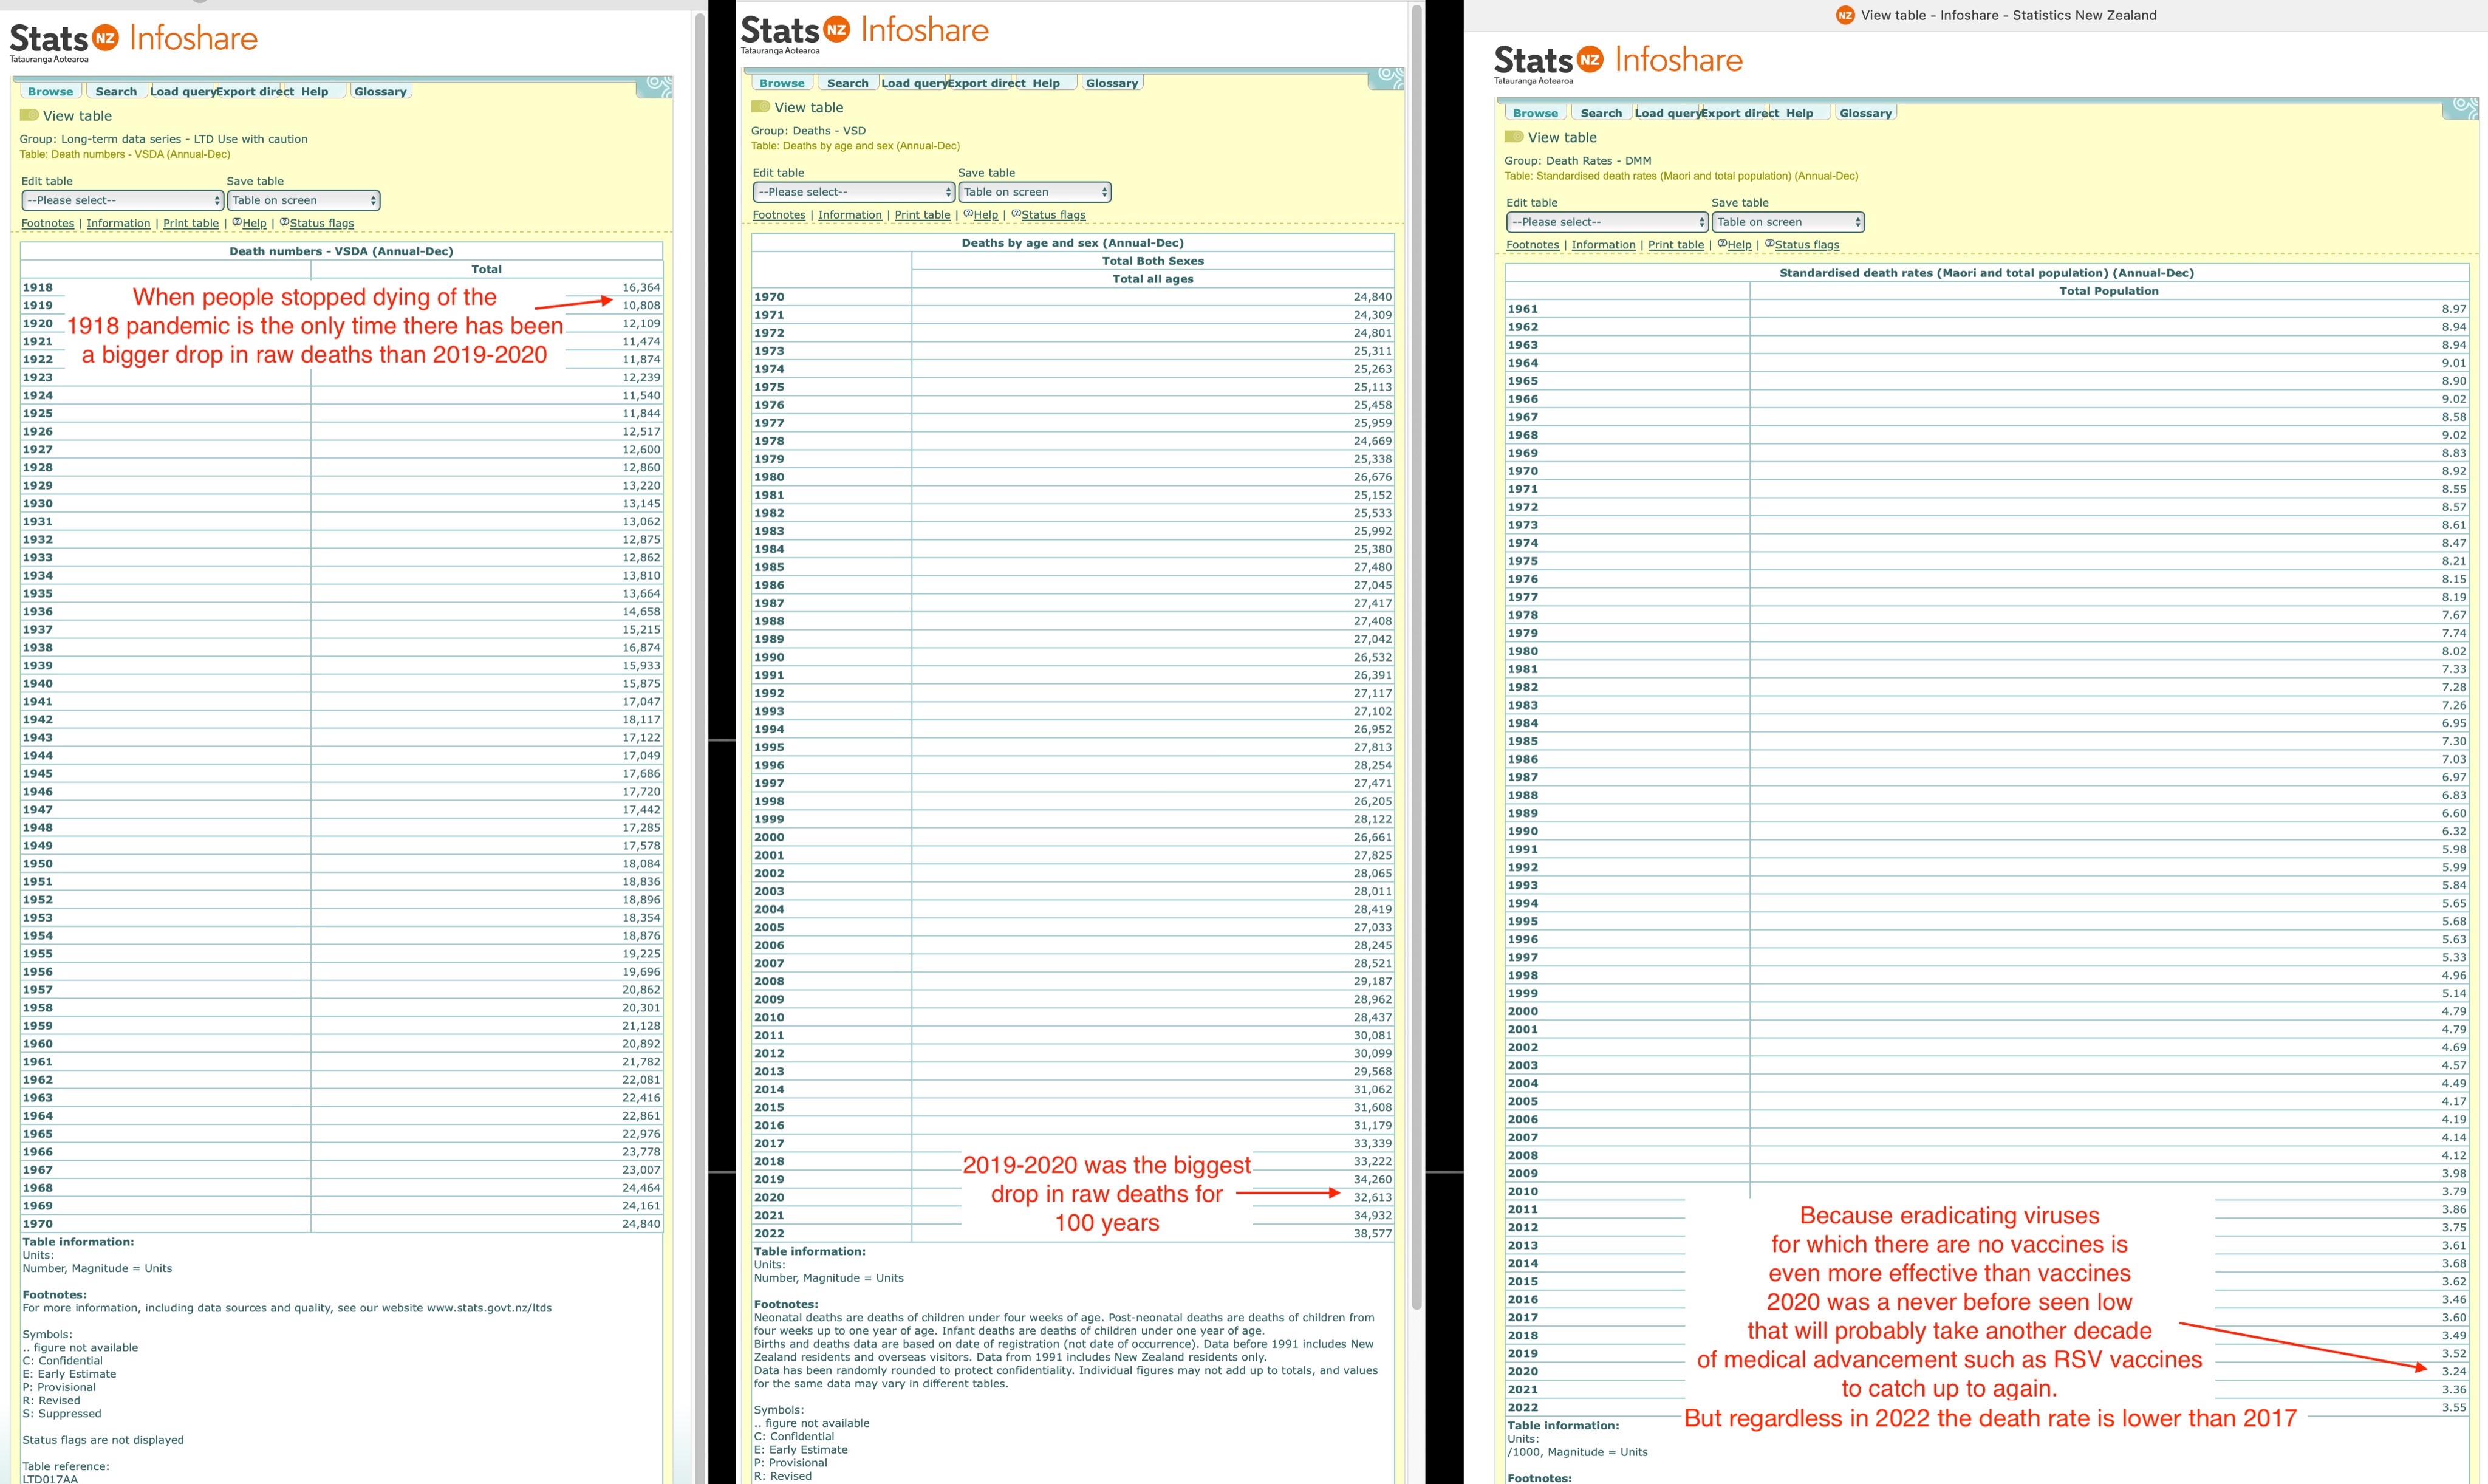 Stats NZ Infoshare
Tatauranga Aotearoa
Browse Search Load query Export direct Help Glossary
View table
Group: Long-term data series - LTD Use with caution
Table: Death numbers - VSDA (Annual-Dec)
Edit table Save table
--Please select-- Table on screen
Footnotes | Information | Print table | Help | Status flags
Death numbers - VSDA (Annual-Dec)
Total
1918 16,364
1919 10,808
1920 12,109
1921 11,474
1922 11,874
1923 12,239
1924 11,540
1925 11,844
1926 12,517
1927 12,600
1928 12,860
1929 13,220
1930 13,145
1931 13,062
1932 12,875
1933 12,862
1934 13,810
1935 13,664
1936 14,658
1937 15,215
1938 16,874
1939 15,933
1940 15,875
1941 17,047
1942 18,117
1943 17,122
1944 17,049
1945 17,686
1946 17,720
1947 17,442
1948 17,285
1949 17,578
1950 18,084
1951 18,836
1952 18,896
1953 18,354
1954 18,876
1955 19,225
1956 19,696
1957 20,862
1958 20,301
1959 21,128
1960 20,892
1961 21,782
1962 22,081
1963 22,416
1964 22,861
1965 22,976
1966 23,778
1967 23,007
1968 24,464
1969 24,161
1970 24,840
When people stopped dying of the
1918 pandemic is the only time there has been
a bigger drop in raw deaths than 2019-2020
Table information:
Units:
Number, Magnitude = Units
Footnotes:
For more information, including data sources and quality, see our website www.stats.govt.nz/ltds
Symbols:
.. figure not available
C: Confidential
E: Early Estimate
P: Provisional
R: Revised
S: Suppressed
Status flags are not displayed
Table reference:
LTD017AA
Stats NZ Infoshare
Tatauranga Aotearoa
Browse Search Load query Export direct Help Glossary
View table
Group: Deaths - VSD
Table: Deaths by age and sex (Annual-Dec)
Edit table Save table
--Please select-- Table on screen
Footnotes | Information | Print table | Help | Status flags
Deaths by age and sex (Annual-Dec)
Total Both Sexes
Total all ages
1970 24,840
1971 24,309
1972 24,801
1973 25,311
1974 25,263
1975 25,113
1976 25,458
1977 25,959
1978 24,669
1979 25,338
1980 26,676
1981 25,152
1982 25,533
1983 25,992
1984 25,380
1985 27,480
1986 27,045
1987 27,417
1988 27,408
1989 27,042
1990 26,532
1991 26,391
1992 27,117
1993 27,102
1994 26,952
1995 27,813
1996 28,254
1997 27,471
1998 26,205
1999 28,122
2000 26,661
2001 27,825
2002 28,065
2003 28,011
2004 28,419
2005 27,033
2006 28,245
2007 28,521
2008 29,187
2009 28,962
2010 28,437
2011 30,081
2012 30,099
2013 29,568
2014 31,062
2015 31,608
2016 31,179
2017 33,339
2018 33,222
2019 34,260
2020 32,613
2021 34,932
2022 38,577
2019-2020 was the biggest
drop in raw deaths for
100 years
Table information:
Units:
Number, Magnitude = Units
Footnotes:
Neonatal deaths are deaths of children under four weeks of age. Post-neonatal deaths are deaths of children from
four weeks up to one year of age. Infant deaths are deaths of children under one year of age.
Births and deaths data are based on date of registration (not date of occurrence). Data before 1991 includes New
Zealand residents and overseas visitors. Data from 1991 includes New Zealand residents only.
Data has been randomly rounded to protect confidentiality. Individual figures may not add up to totals, and values
for the same data may vary in different tables.
Symbols:
.. figure not available
C: Confidential
E: Early Estimate
P: Provisional
R: Revised
NZ View table - Infoshare - Statistics New Zealand
Stats NZ Infoshare
Tatauranga Aotearoa
Browse Search Load query Export direct Help Glossary
View table
Group: Death Rates - DMM
Table: Standardised death rates (Maori and total population) (Annual-Dec)
Edit table Save table
--Please select-- Table on screen
Footnotes | Information | Print table | Help | Status flags
Standardised death rates (Maori and total population) (Annual-Dec)
Total Population
1961 8.97
1962 8.94
1963 8.94
1964 9.01
1965 8.90
1966 9.02
1967 8.58
1968 9.02
1969 8.83
1970 8.92
1971 8.55
1972 8.57
1973 8.61
1974 8.47
1975 8.21
1976 8.15
1977 8.19
1978 7.67
1979 7.74
1980 8.02
1981 7.33
1982 7.28
1983 7.26
1984 6.95
1985 7.30
1986 7.03
1987 6.97
1988 6.83
1989 6.60
1990 6.32
1991 5.98
1992 5.99
1993 5.84
1994 5.65
1995 5.68
1996 5.63
1997 5.33
1998 4.96
1999 5.14
2000 4.79
2001 4.79
2002 4.69
2003 4.57
2004 4.49
2005 4.17
2006 4.19
2007 4.14
2008 4.12
2009 3.98
2010 3.79
2011 3.86
2012 3.75
2013 3.61
2014 3.68
2015 3.62
2016 3.46
2017 3.60
2018 3.49
2019 3.52
2020 3.24
2021 3.36
2022 3.55
Because eradicating viruses
for which there are no vaccines is
even more effective than vaccines
2020 was a never before seen low
that will probably take another decade
of medical advancement such as RSV vaccines
to catch up to again.
But regardless in 2022 the death rate is lower than 2017
Table information:
Units:
/1000, Magnitude = Units
Footnotes: